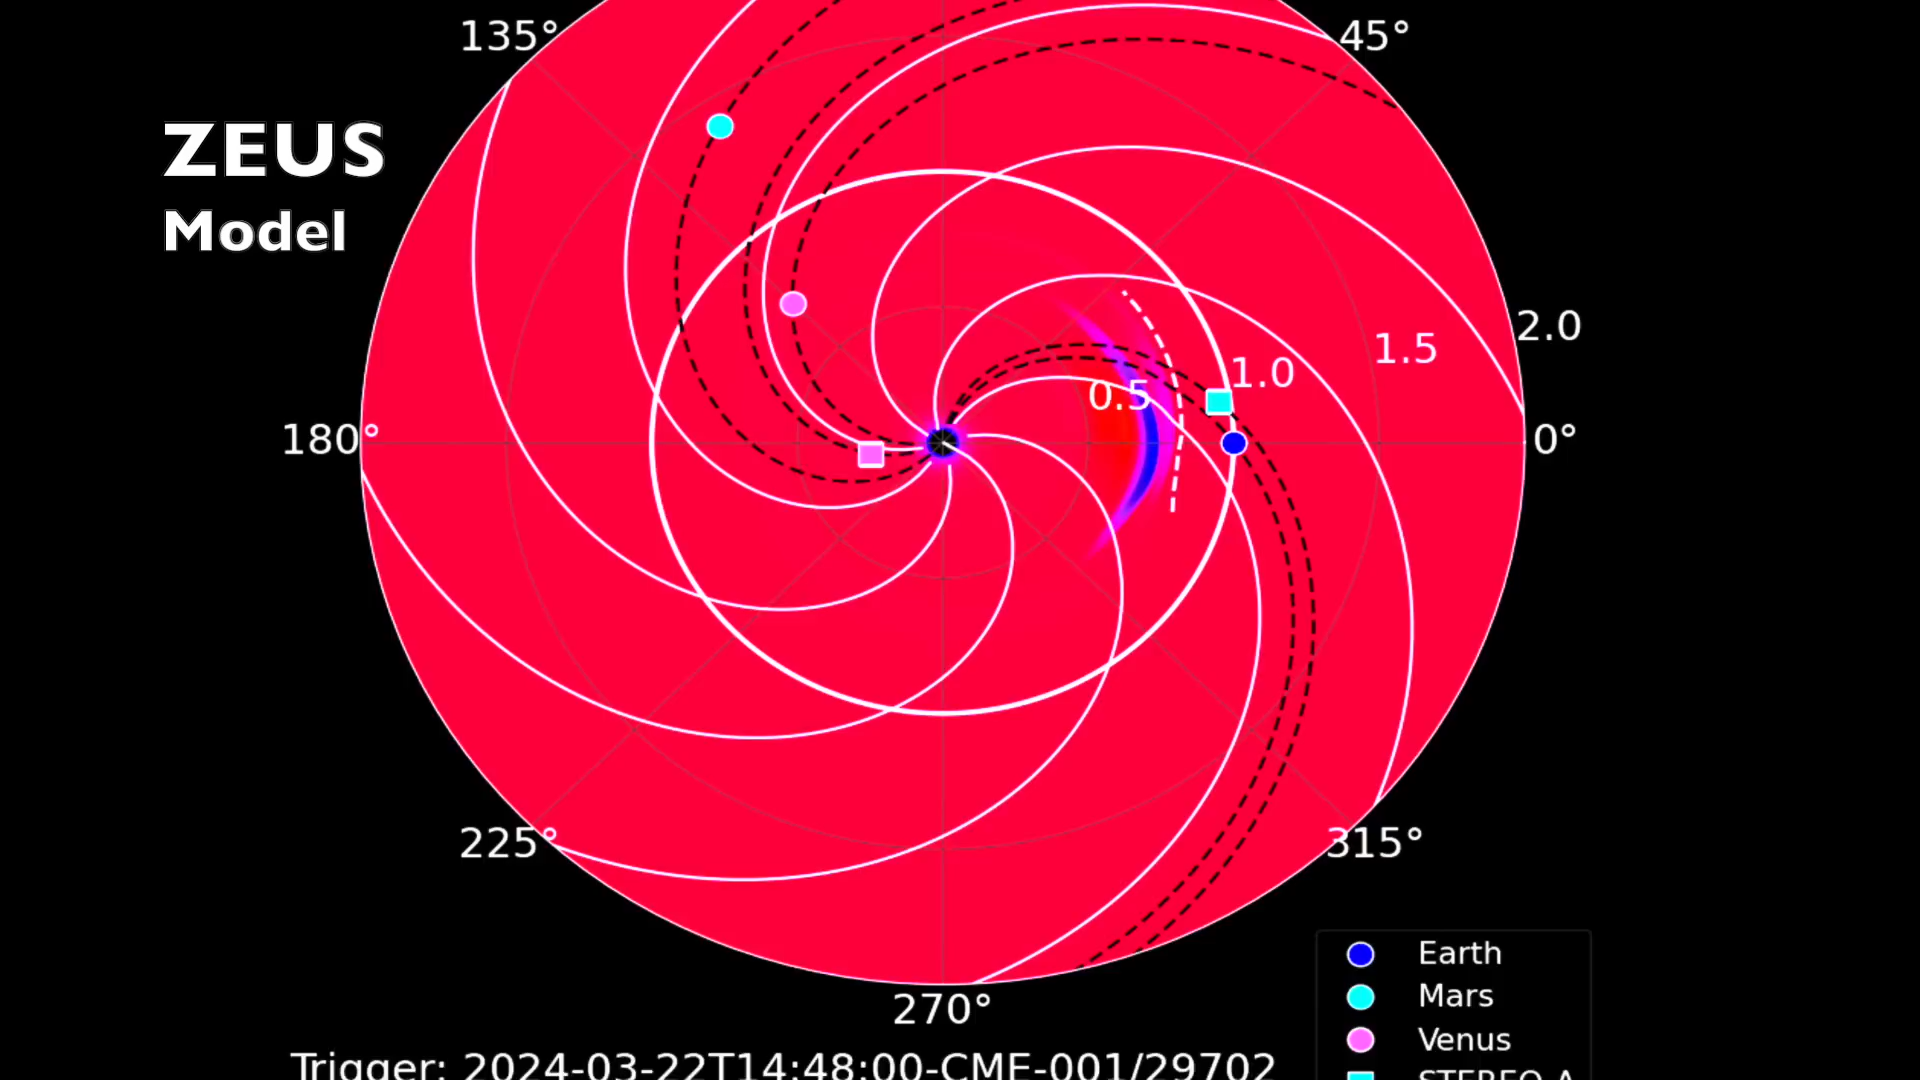 135°
45°
ZEUS
Model
2.0
1.5
1.0
0.5
180°
0°
225°
315°
270°
Earth
Mars
Venus
STEREO-A
Trigger: 2024-03-22T14:48:00-CME-001/29702